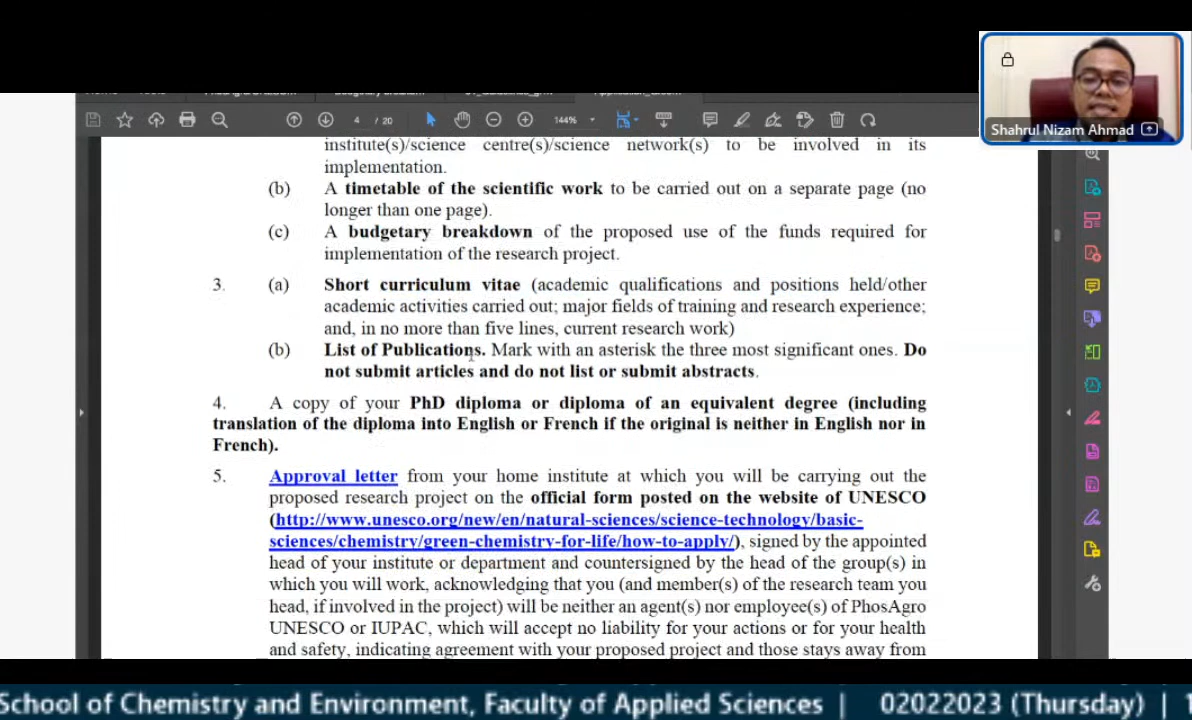 Shahrul Nizam Ahmad
4 / 20
144%
institute(s)/science centre(s)/science network(s) to be involved in its
implementation.
(b) A timetable of the scientific work to be carried out on a separate page (no
longer than one page).
(c) A budgetary breakdown of the proposed use of the funds required for
implementation of the research project.
3. (a) Short curriculum vitae (academic qualifications and positions held/other
academic activities carried out; major fields of training and research experience;
and, in no more than five lines, current research work)
(b) List of Publications. Mark with an asterisk the three most significant ones. Do
not submit articles and do not list or submit abstracts.
4. A copy of your PhD diploma or diploma of an equivalent degree (including
translation of the diploma into English or French if the original is neither in English nor in
French).
5. Approval letter from your home institute at which you will be carrying out the
proposed research project on the official form posted on the website of UNESCO
(http://www.unesco.org/new/en/natural-sciences/science-technology/basic-
sciences/chemistry/green-chemistry-for-life/how-to-apply/), signed by the appointed
head of your institute or department and countersigned by the head of the group(s) in
which you will work, acknowledging that you (and member(s) of the research team you
head, if involved in the project) will be neither an agent(s) nor employee(s) of PhosAgro
UNESCO or IUPAC, which will accept no liability for your actions or for your health
and safety, indicating agreement with your proposed project and those stays away from
School of Chemistry and Environment, Faculty of Applied Sciences | 02022023 (Thursday) | 1